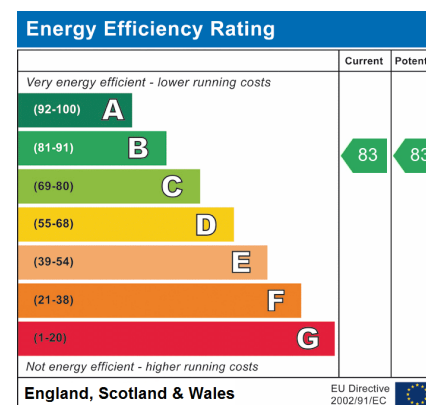 Energy Efficiency Rating
Current Potent
Very energy efficient - lower running costs
(92-100) A
(81-91) B 83 83
(69-80) C
(55-68) D
(39-54) E
(21-38) F
(1-20) G
Not energy efficient - higher running costs
England, Scotland & Wales
EU Directive
2002/91/EC